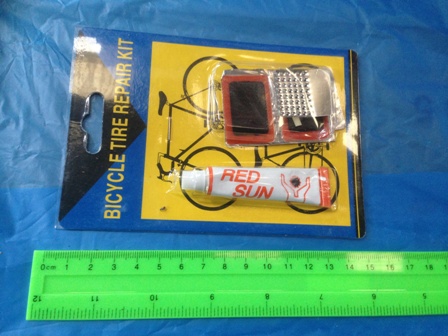 BICYCLE TIRE REPAIR KIT
RED
SUN
0cm 1 2 3 4 5 6 7 8 9 10 11 12 13 14 15 16 17 18
12 11 10 9 8 7 6 5